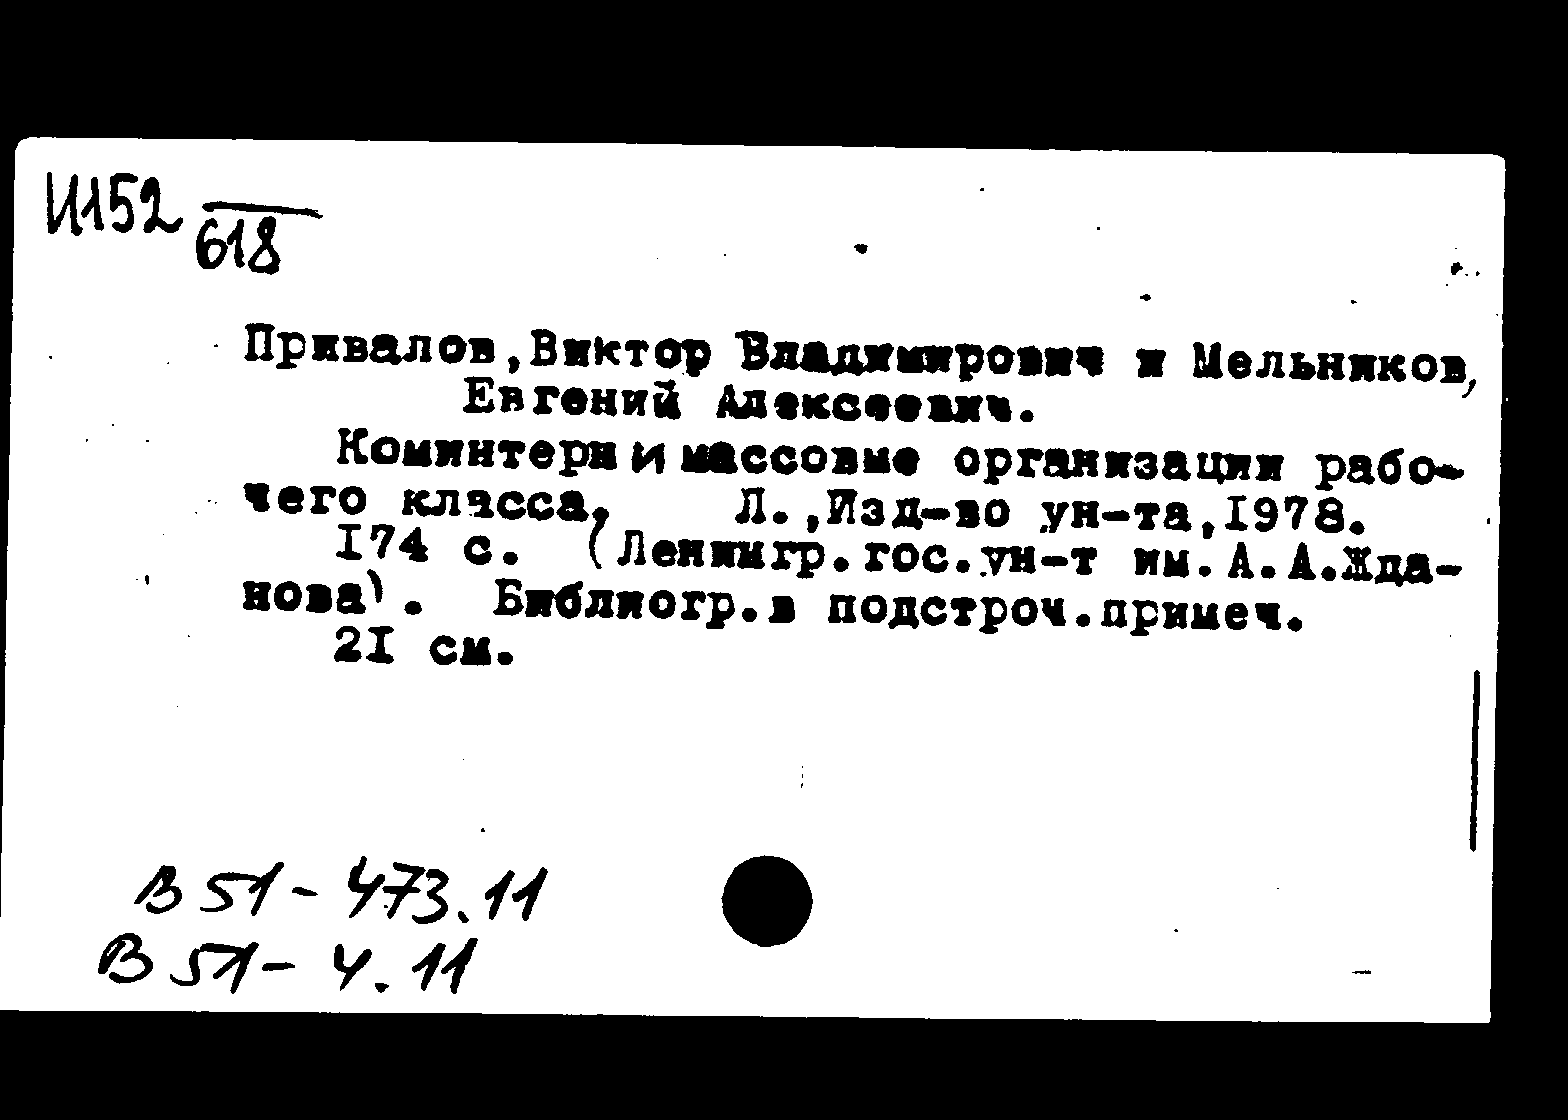 И152
618
Привалов,Виктор Владимирович и Мельников,
Евгений Алексеевич.
Коминтерн и массовые организации рабо-
чего класса. Л.,Изд-во ун-та,1978.
174 с. (Ленингр.гос.ун-т им.А.А.Жда-
нова). Библиогр.в подстроч.примеч.
21 см.
В 51 - 473.11
В 51 - 4.11